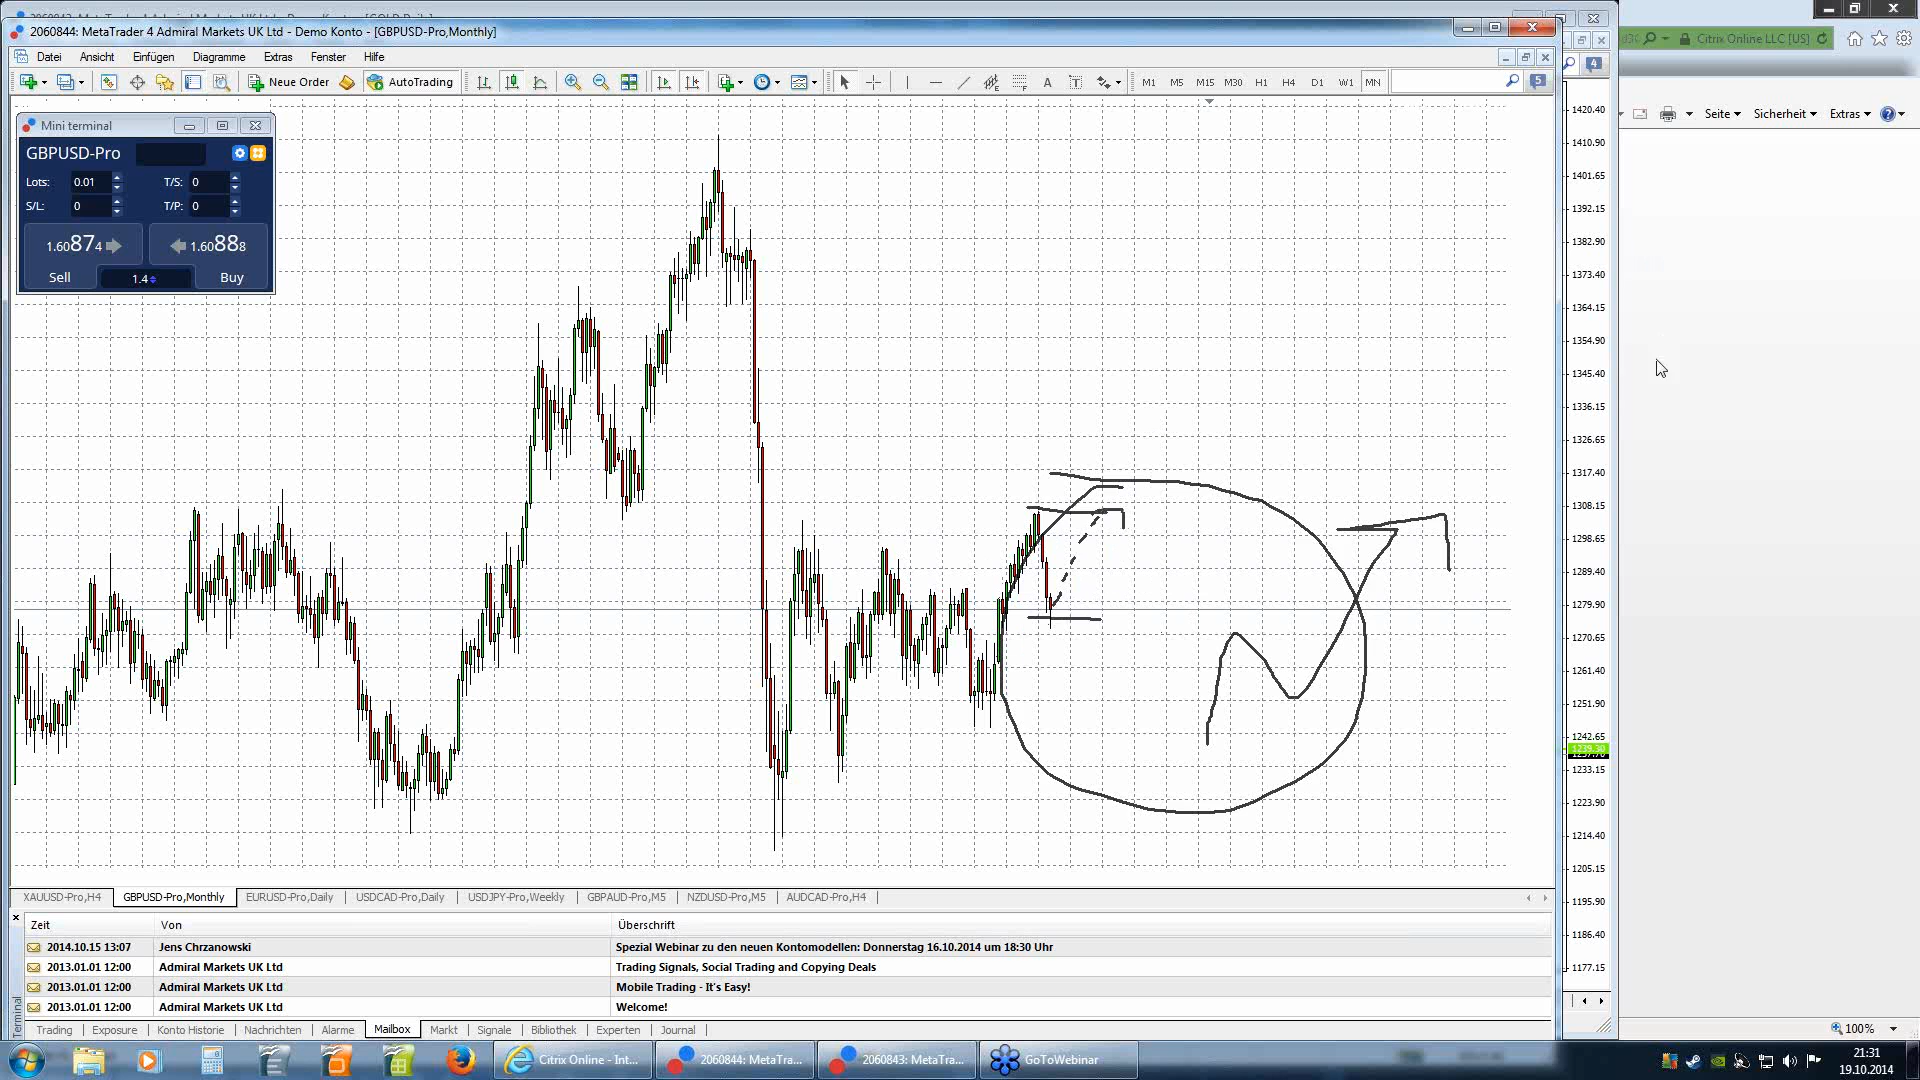 2060844: MetaTrader 4 Admiral Markets UK Ltd - Demo Konto - [GBPUSD-Pro,Monthly]
Citrix Online LLC [US]
Datei Ansicht Einfügen Diagramme Extras Fenster Hilfe
4
New Order AutoTrading A T M1 M5 M15 M30 H1 H4 D1 W1 MN 5
Seite Sicherheit Extras
Mini terminal
GBPUSD-Pro
Lots: 0.01 T/S: 0
S/L: 0 T/P: 0
1.60874 1.60888
Sell 1.4 Buy
1420.40
1410.90
1401.65
1392.15
1382.90
1373.40
1364.15
1354.90
1345.40
1336.15
1326.65
1317.40
1308.15
1298.65
1289.40
1279.90
1270.65
1261.40
1251.90
1242.65
1239.30
1233.15
1223.90
1214.40
1205.15
1195.90
1186.40
1177.15
XAUUSD-Pro,H4 GBPUSD-Pro,Monthly EURUSD-Pro,Daily USDCAD-Pro,Daily USDJPY-Pro,Weekly GBPAUD-Pro,M5 NZDUSD-Pro,M5 AUDCAD-Pro,H4
Zeit Von Überschrift
2014.10.15 13:07 Jens Chrzanowski Spezial Webinar zu den neuen Kontomodellen: Donnerstag 16.10.2014 um 18:30 Uhr
2013.01.01 12:00 Admiral Markets UK Ltd Trading Signals, Social Trading and Copying Deals
2013.01.01 12:00 Admiral Markets UK Ltd Mobile Trading - It's Easy!
2013.01.01 12:00 Admiral Markets UK Ltd Welcome!
Terminal
Trading Exposure Konto Historie Nachrichten Alarme Mailbox Markt Signale Bibliothek Experten Journal
100%
Citrix Online - Int... 2060844: MetaTra... 2060843: MetaTra... GoToWebinar
21:31
19.10.2014